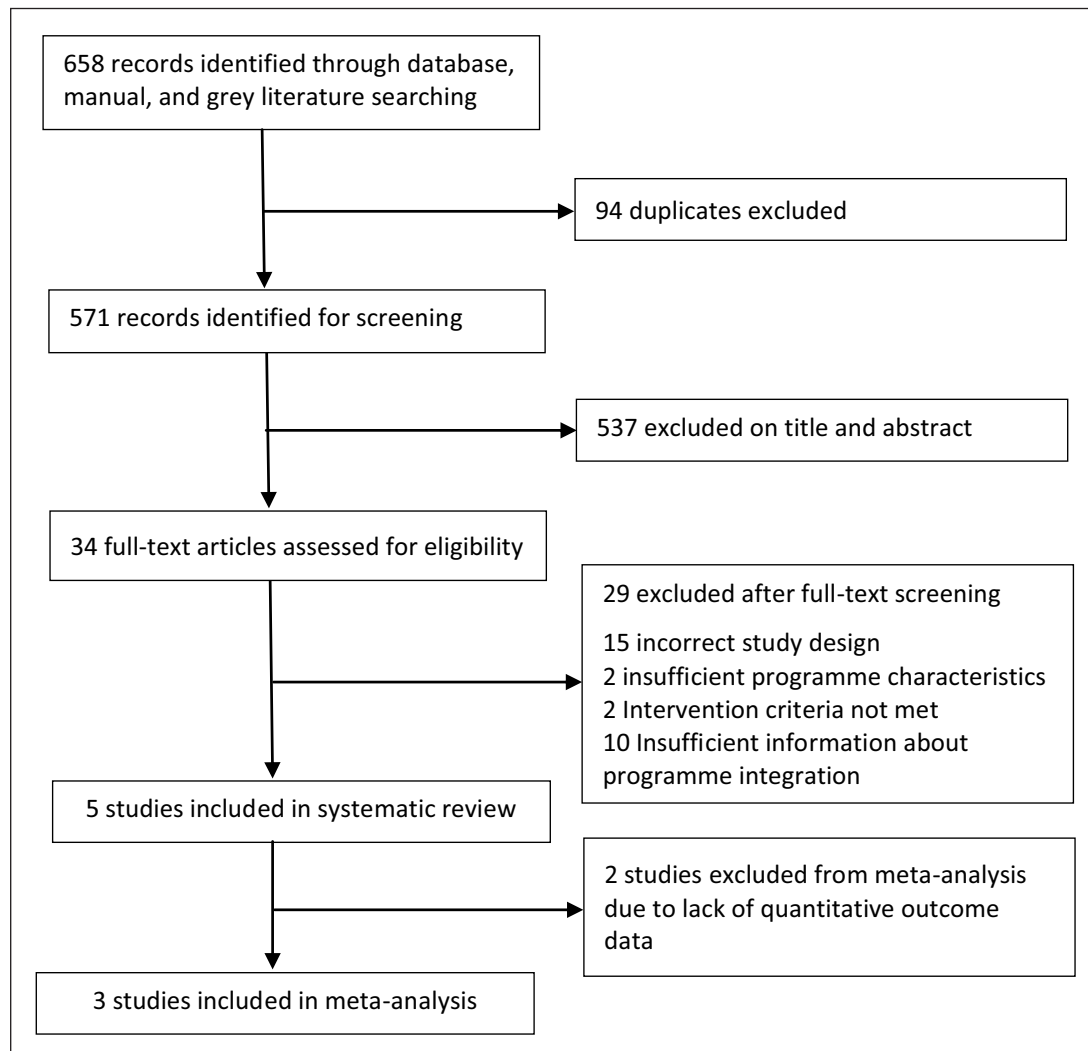 658 records identified through database,
manual, and grey literature searching
94 duplicates excluded
571 records identified for screening
537 excluded on title and abstract
34 full-text articles assessed for eligibility
29 excluded after full-text screening
15 incorrect study design
2 insufficient programme characteristics
2 Intervention criteria not met
10 Insufficient information about
programme integration
5 studies included in systematic review
2 studies excluded from meta-analysis
due to lack of quantitative outcome
data
3 studies included in meta-analysis